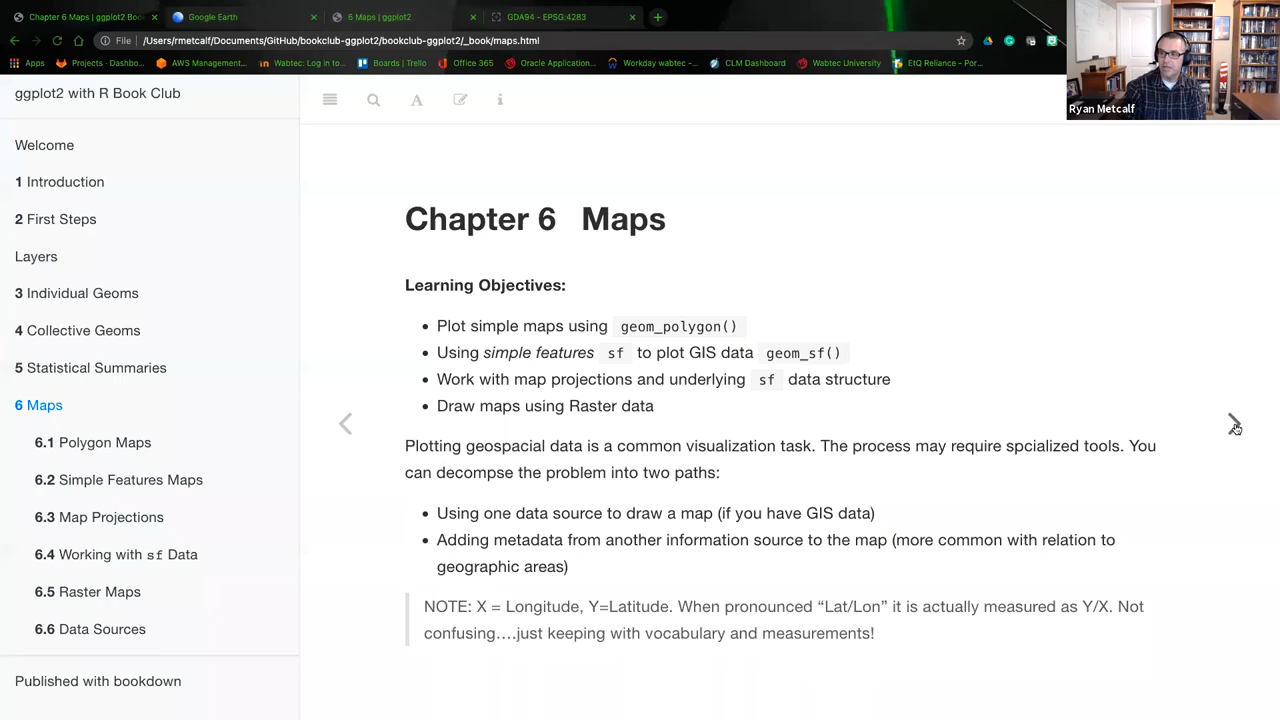 Chapter 6 Maps | ggplot2 Boo
Google Earth
6 Maps | ggplot2
GDA94 - EPSG:4283
File /Users/rmetcalf/Documents/GitHub/bookclub-ggplot2/bookclub-ggplot2/_book/maps.html
Apps
Projects · Dashbo...
AWS Management...
Wabtec: Log in to...
Boards | Trello
Office 365
Oracle Application...
Workday wabtec -...
CLM Dashboard
Wabtec University
EtQ Reliance - Por...
Ryan Metcalf
ggplot2 with R Book Club
Welcome
1 Introduction
2 First Steps
Layers
3 Individual Geoms
4 Collective Geoms
5 Statistical Summaries
6 Maps
6.1 Polygon Maps
6.2 Simple Features Maps
6.3 Map Projections
6.4 Working with sf Data
6.5 Raster Maps
6.6 Data Sources
Published with bookdown
Chapter 6 Maps
Learning Objectives:
• Plot simple maps using geom_polygon()
• Using simple features sf to plot GIS data geom_sf()
• Work with map projections and underlying sf data structure
• Draw maps using Raster data
Plotting geospacial data is a common visualization task. The process may require spcialized tools. You
can decompse the problem into two paths:
• Using one data source to draw a map (if you have GIS data)
• Adding metadata from another information source to the map (more common with relation to
geographic areas)
NOTE: X = Longitude, Y=Latitude. When pronounced “Lat/Lon” it is actually measured as Y/X. Not
confusing....just keeping with vocabulary and measurements!